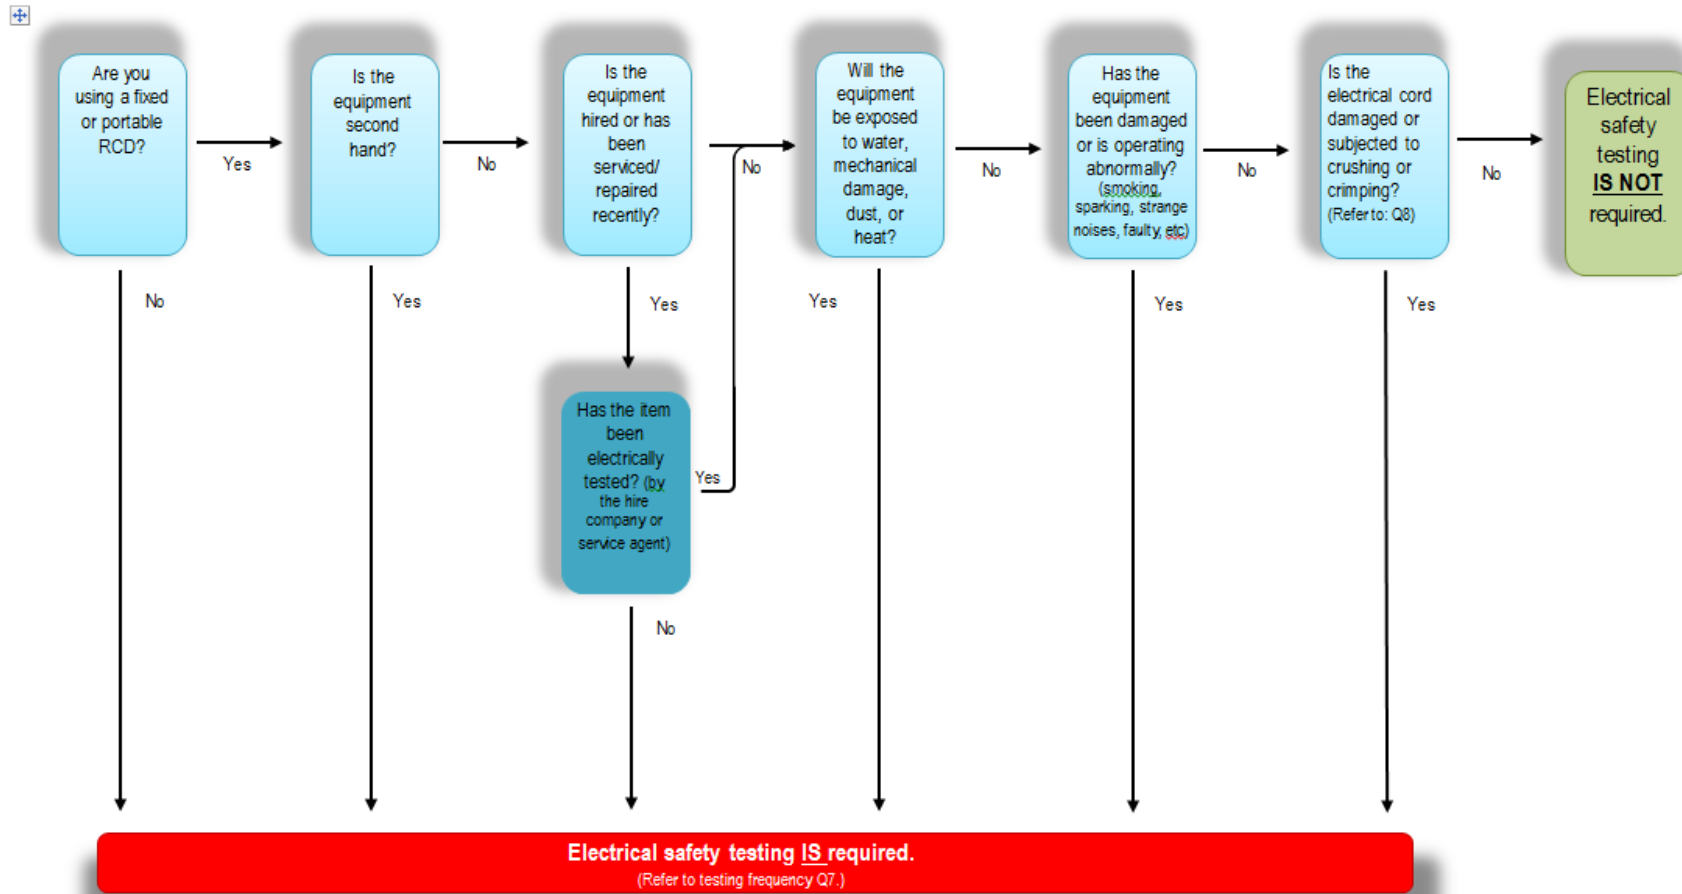 Are you
using a fixed
or portable
RCD?
Yes
No
Is the
equipment
second
hand?
No
Yes
Is the
equipment
hired or has
been
serviced/
repaired
recently?
No
Yes
Has the item
been
electrically
tested? (by
the hire
company or
service agent)
Yes
No
Will the
equipment
be exposed
to water,
mechanical
damage,
dust, or
heat?
No
Yes
Has the
equipment
been damaged
or is operating
abnormally?
(smoking,
sparking, strange
noises, faulty, etc)
No
Yes
Is the
electrical cord
damaged or
subjected to
crushing or
crimping?
(Refer to: Q8)
No
Yes
Electrical
safety
testing
IS NOT
required.
Electrical safety testing IS required.
(Refer to testing frequency Q7.)